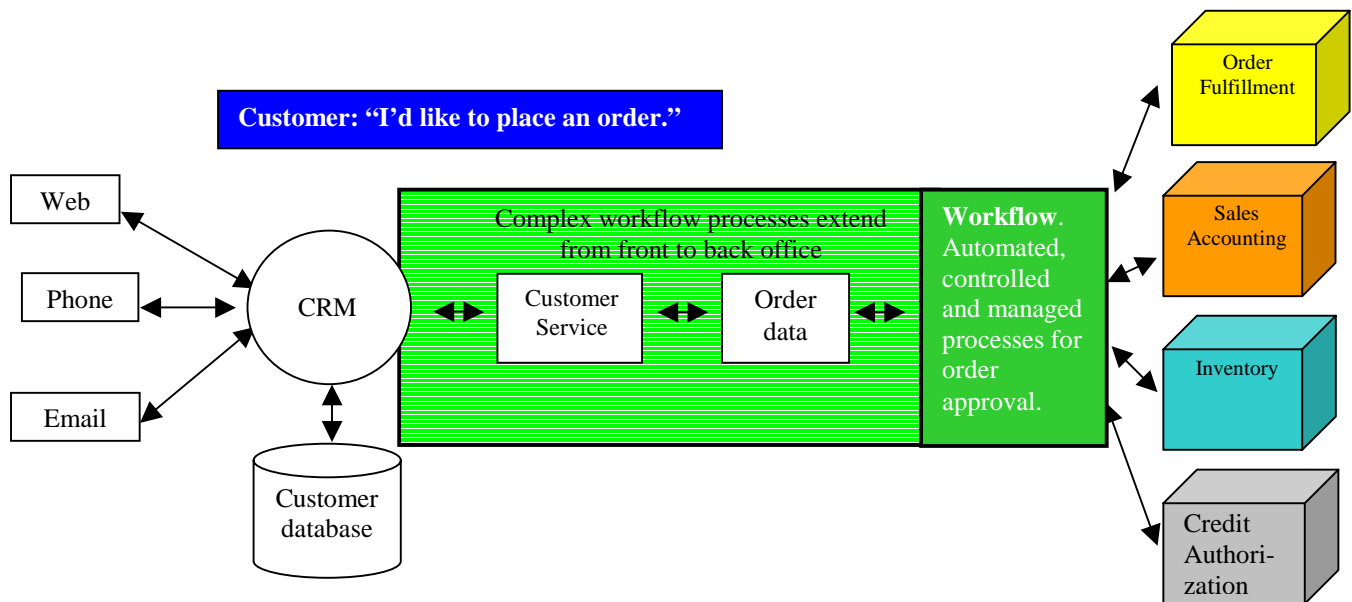 Customer: “I’d like to place an order.”
Web
Phone
Email
CRM
Customer
database
Complex workflow processes extend
from front to back office
Customer
Service
Order
data
Workflow.
Automated,
controlled
and managed
processes for
order
approval.
Order
Fulfillment
Sales
Accounting
Inventory
Credit
Authori-
zation